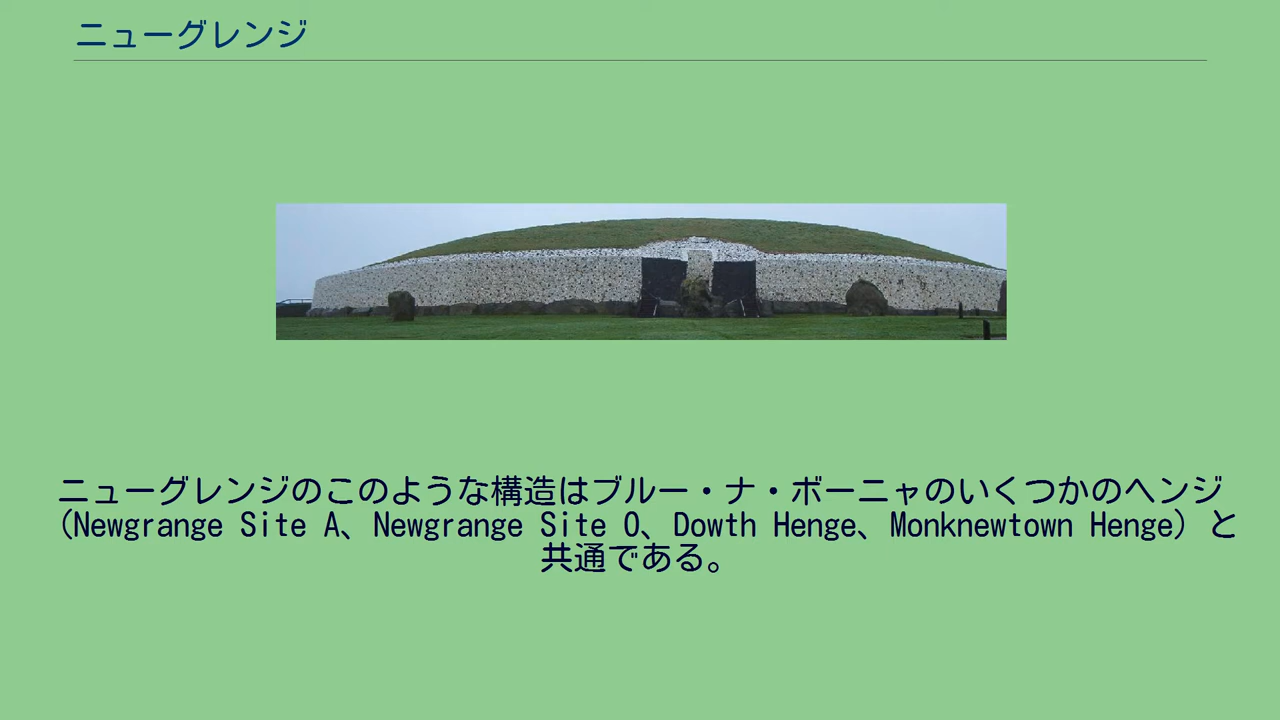 ニューグレンジ
ニューグレンジのこのような構造はブルー・ナ・ボーニャのいくつかのヘンジ
(Newgrange Site A、Newgrange Site O、Dowth Henge、Monknewtown Henge) と
共通である。